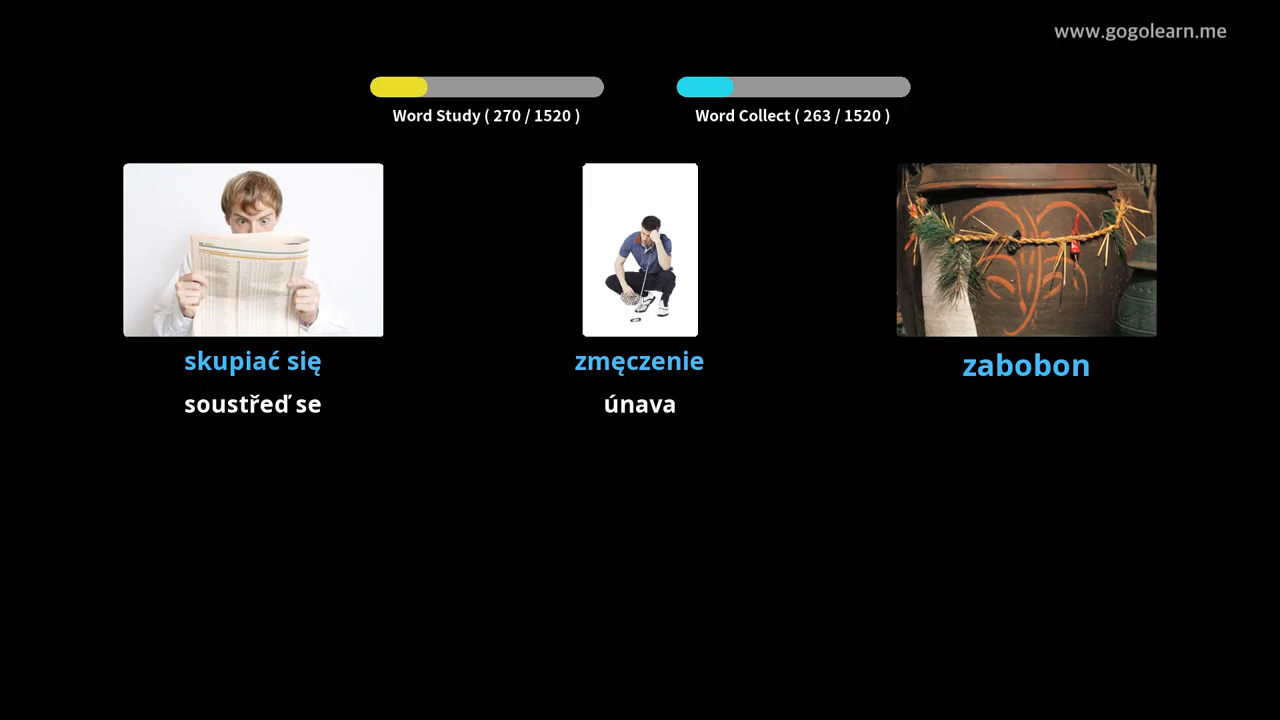 www.gogolearn.me
Word Study ( 270 / 1520 )
Word Collect ( 263 / 1520 )
skupiać się
zmęczenie
zabobon
soustřeď se
únava